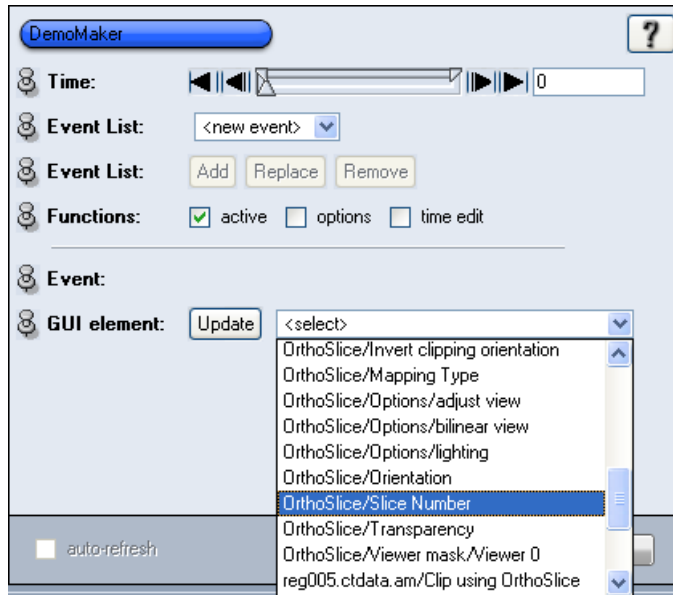 DemoMaker ?
Time: 0
Event List: <new event>
Event List: Add Replace Remove
Functions: active options time edit
Event:
GUI element: Update <select>
OrthoSlice/Invert clipping orientation
OrthoSlice/Mapping Type
OrthoSlice/Options/adjust view
OrthoSlice/Options/bilinear view
OrthoSlice/Options/lighting
OrthoSlice/Orientation
OrthoSlice/Slice Number
OrthoSlice/Transparency
auto-refresh
OrthoSlice/Viewer mask/Viewer 0
reg005.ctdata.am/Clip using OrthoSlice